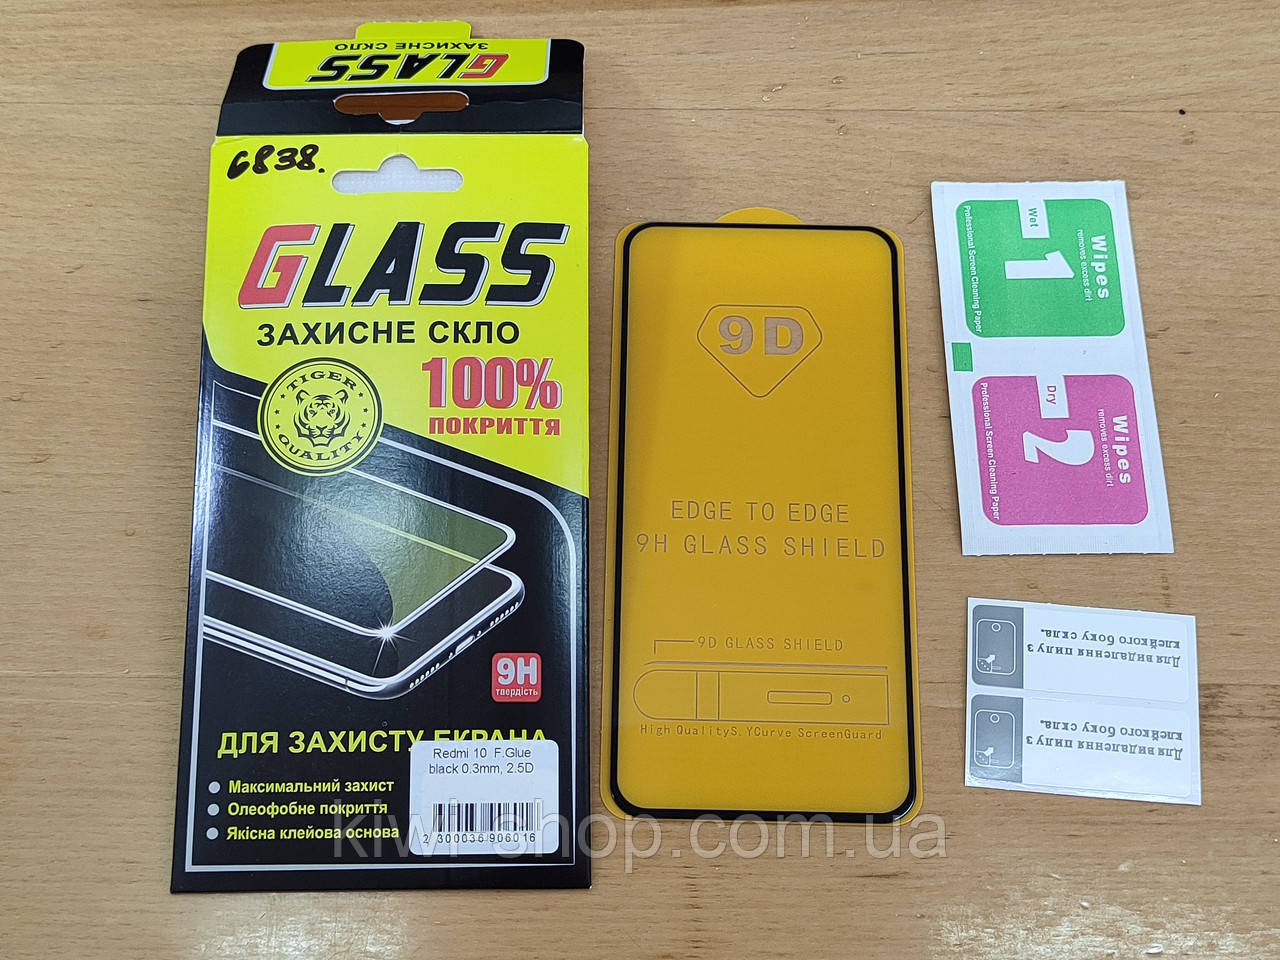 GLASS
ЗАХИСНЕ СКЛО
6838.
GLASS
ЗАХИСНЕ СКЛО
100%
ПОКРИТТЯ
TIGER
QUALITY
9H
твердість
ДЛЯ ЗАХИСТУ ЕКРАНА
Максимальний захист
Олеофобне покриття
Якісна клейова основа
Redmi 10 F.Glue
black 0.3mm, 2.5D
2300036906016
9D
EDGE TO EDGE
9H GLASS SHIELD
9D GLASS SHIELD
High QualityS.YCurve ScreenGuard
Wipes
removes excess dirt
Wet
1
Professional Screen Cleaning Paper
Wipes
removes excess dirt
Dry
2
Professional Screen Cleaning Paper
Для видалення пилу з
клейкого боку скла.
Для видалення пилу з
клейкого боку скла.
kiwi-shop.com.ua